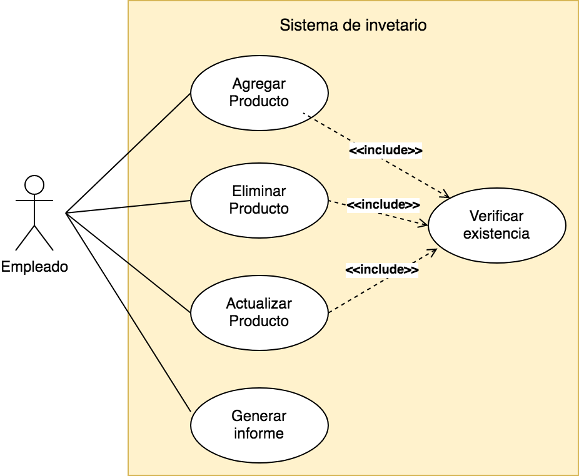 Sistema de invetario
Agregar
Producto
<<include>>
Eliminar
Producto
<<include>>
Verificar
existencia
Empleado
<<include>>
Actualizar
Producto
Generar
informe